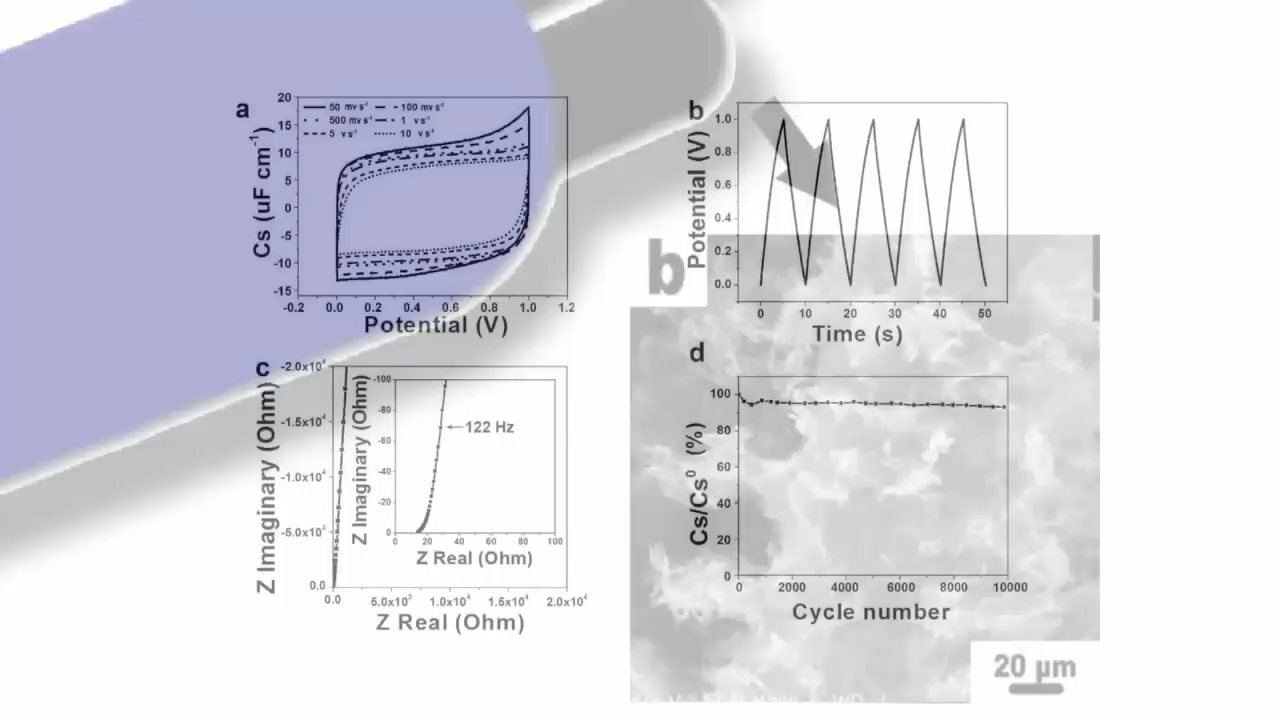 a
20
15
10
5
0
-5
-10
-15
Cs (uF cm⁻¹)
50 mv s⁻¹
100 mv s⁻¹
500 mv s⁻¹
1 v s⁻¹
5 v s⁻¹
10 v s⁻¹
-0.2 0.0 0.2 0.4 0.6 0.8 1.0 1.2
Potential (V)
b
1.0
0.8
0.6
0.4
0.2
0.0
Potential (V)
0 10 20 30 40 50
Time (s)
b
c
-2.0x10⁴
-1.5x10⁴
-1.0x10⁴
-5.0x10³
0.0
Z Imaginary (Ohm)
0.0 5.0x10³ 1.0x10⁴ 1.5x10⁴ 2.0x10⁴
Z Real (Ohm)
-100
-80
-60
-40
-20
0
Z Imaginary (Ohm)
122 Hz
0 20 40 60 80 100
Z Real (Ohm)
d
100
80
60
40
20
0
Cs/Cs⁰ (%)
0 2000 4000 6000 8000 10000
Cycle number
20 μm